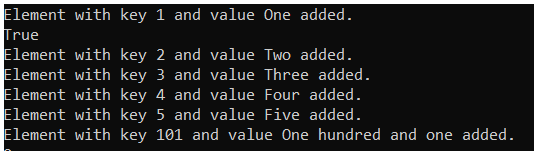 Element with key 1 and value One added.
True
Element with key 2 and value Two added.
Element with key 3 and value Three added.
Element with key 4 and value Four added.
Element with key 5 and value Five added.
Element with key 101 and value One hundred and one added.